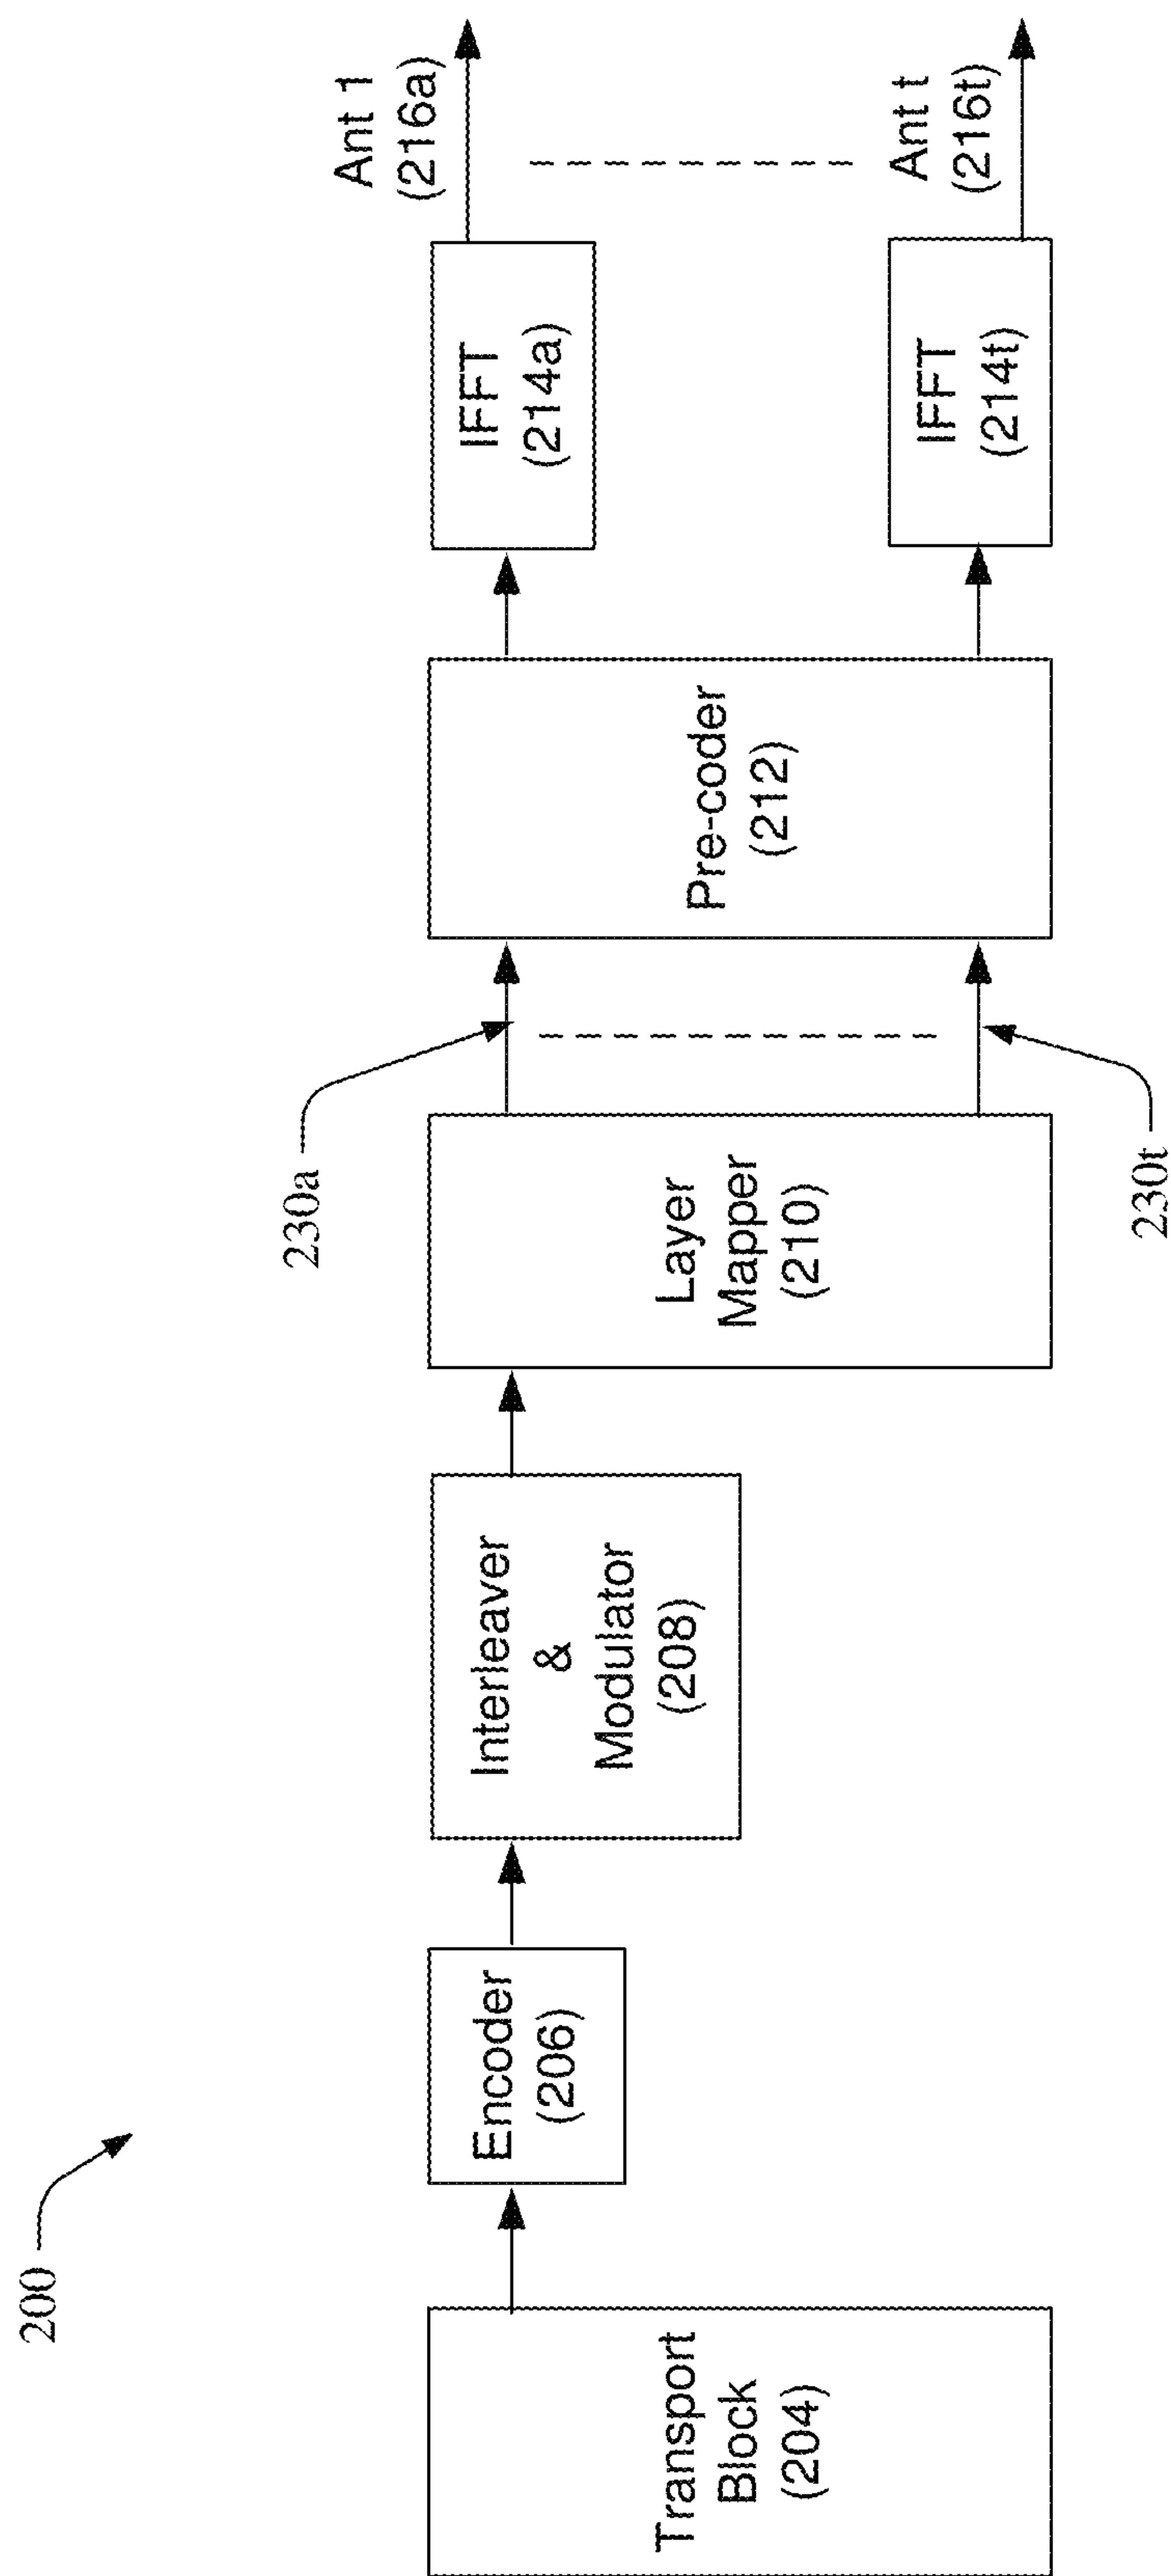 200
Transport
Block
(204)
Encoder
(206)
Interleaver
&
Modulator
(208)
Layer
Mapper
(210)
230a
230t
Pre-coder
(212)
IFFT
(214a)
IFFT
(214t)
Ant 1
(216a)
Ant t
(216t)